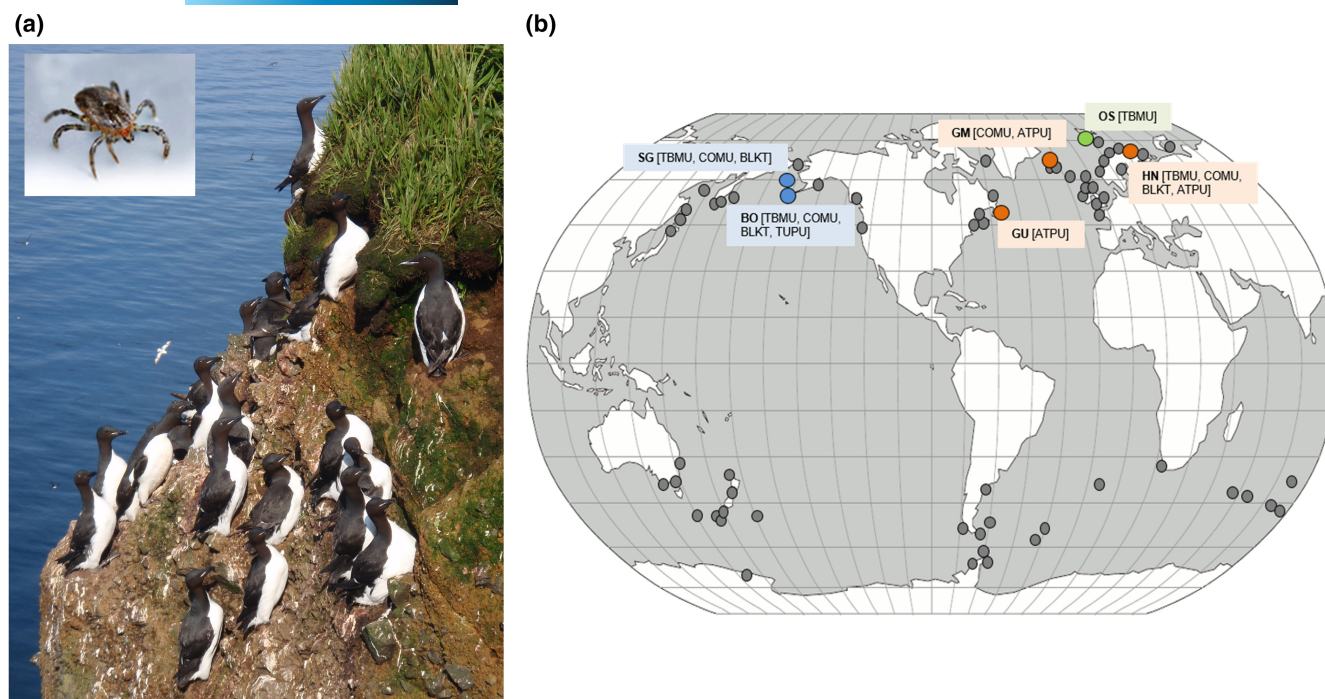 (a)
(b)
OS [TBMU]
GM [COMU, ATPU]
SG [TBMU, COMU, BLKT]
HN [TBMU, COMU,
BLKT, ATPU]
BO [TBMU, COMU,
BLKT, TUPU]
GU [ATPU]